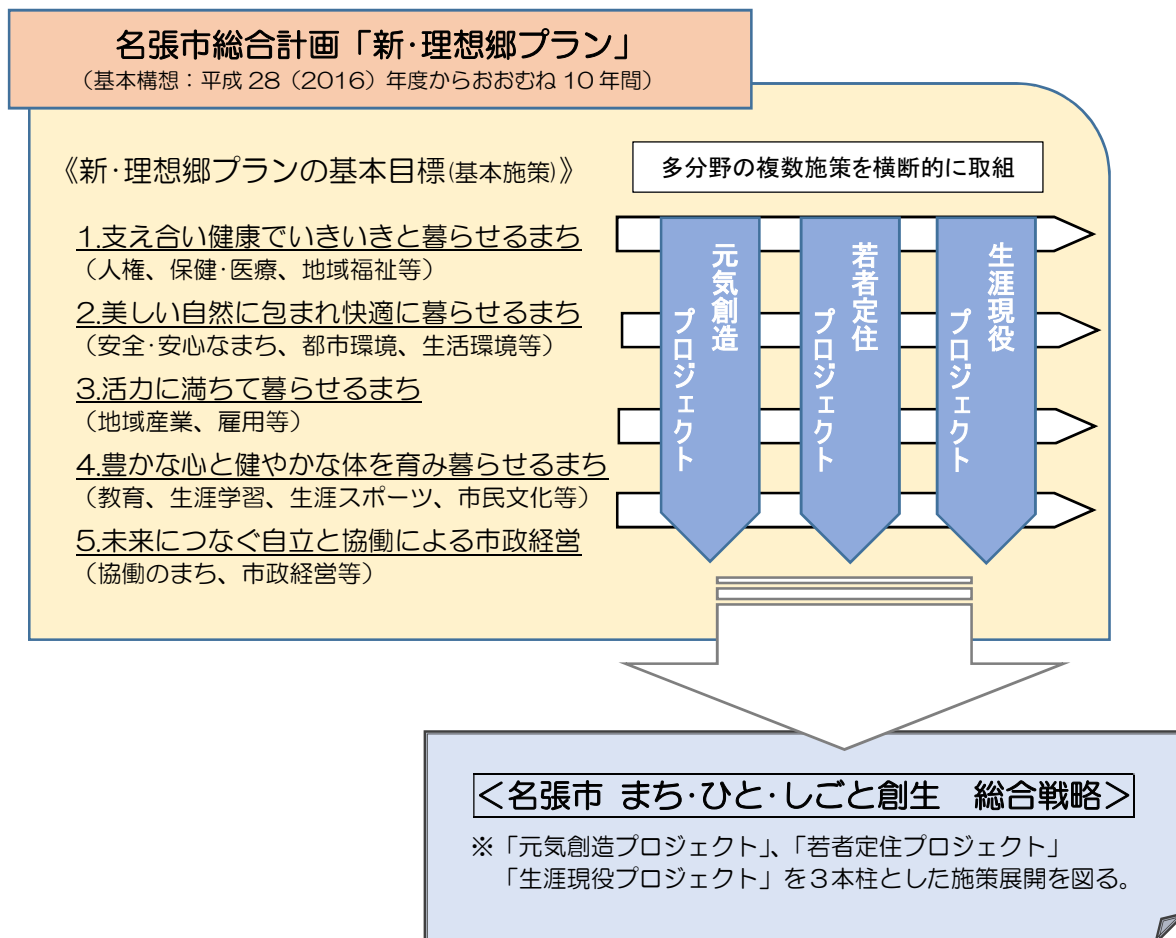 名張市総合計画「新・理想郷プラン」
（基本構想：平成 28（2016）年度からおおむね 10 年間）
《新・理想郷プランの基本目標(基本施策)》
多分野の複数施策を横断的に取組
1.支え合い健康でいきいきと暮らせるまち
（人権、保健・医療、地域福祉等）
2.美しい自然に包まれ快適に暮らせるまち
（安全・安心なまち、都市環境、生活環境等）
3.活力に満ちて暮らせるまち
（地域産業、雇用等）
4.豊かな心と健やかな体を育み暮らせるまち
（教育、生涯学習、生涯スポーツ、市民文化等）
5.未来につなぐ自立と協働による市政経営
（協働のまち、市政経営等）
元気創造
プロジェクト
若者定住
プロジェクト
生涯現役
プロジェクト
＜名張市 まち・ひと・しごと創生　総合戦略＞
※「元気創造プロジェクト」、「若者定住プロジェクト」
「生涯現役プロジェクト」を３本柱とした施策展開を図る。